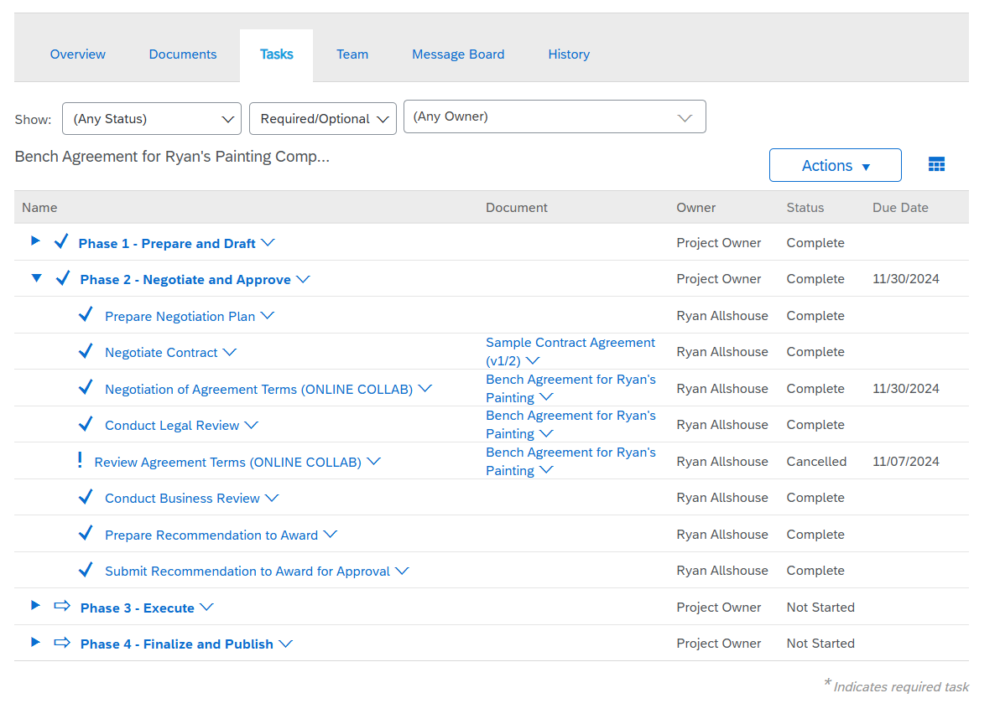 Overview Documents Tasks Team Message Board History
Show: (Any Status) Required/Optional (Any Owner)
Bench Agreement for Ryan's Painting Comp...
Actions
Name Document Owner Status Due Date
Phase 1 - Prepare and Draft Project Owner Complete
Phase 2 - Negotiate and Approve Project Owner Complete 11/30/2024
Prepare Negotiation Plan Ryan Allshouse Complete
Negotiate Contract Sample Contract Agreement (v1/2) Ryan Allshouse Complete
Negotiation of Agreement Terms (ONLINE COLLAB) Bench Agreement for Ryan's Painting Ryan Allshouse Complete 11/30/2024
Conduct Legal Review Bench Agreement for Ryan's Painting Ryan Allshouse Complete
! Review Agreement Terms (ONLINE COLLAB) Bench Agreement for Ryan's Painting Ryan Allshouse Cancelled 11/07/2024
Conduct Business Review Ryan Allshouse Complete
Prepare Recommendation to Award Ryan Allshouse Complete
Submit Recommendation to Award for Approval Ryan Allshouse Complete
Phase 3 - Execute Project Owner Not Started
Phase 4 - Finalize and Publish Project Owner Not Started
* Indicates required task